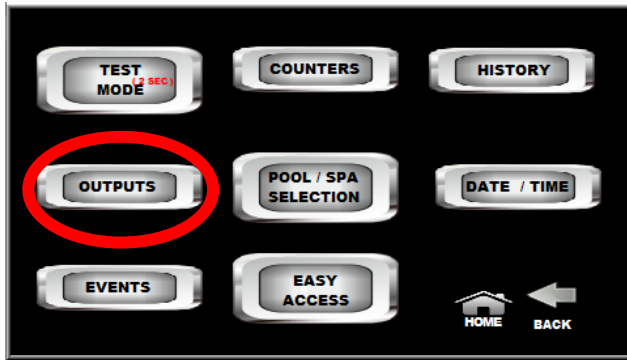 TEST
MODE
( 2 SEC )
COUNTERS
HISTORY
OUTPUTS
POOL / SPA
SELECTION
DATE / TIME
EVENTS
EASY
ACCESS
HOME
BACK